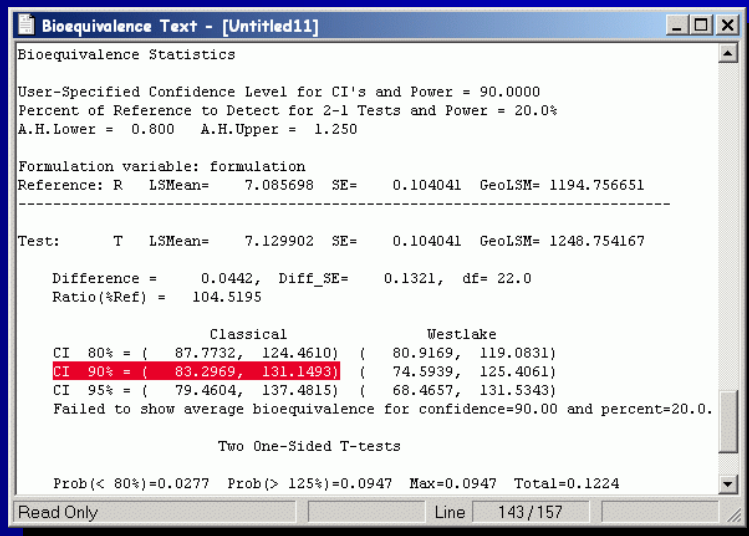 Bioequivalence Text - [Untitled11]
Bioequivalence Statistics
User-Specified Confidence Level for CI's and Power = 90.0000
Percent of Reference to Detect for 2-1 Tests and Power = 20.0%
A.H.Lower = 0.800 A.H.Upper = 1.250
Formulation variable: formulation
Reference: R LSMean= 7.085698 SE= 0.104041 GeoLSM= 1194.756651
--------------------------------------------------------------------------
Test: T LSMean= 7.129902 SE= 0.104041 GeoLSM= 1248.754167
Difference = 0.0442, Diff_SE= 0.1321, df= 22.0
Ratio(%Ref) = 104.5195
Classical Westlake
CI 80% = ( 87.7732, 124.4610) ( 80.9169, 119.0831)
CI 90% = ( 83.2969, 131.1493) ( 74.5939, 125.4061)
CI 95% = ( 79.4604, 137.4815) ( 68.4657, 131.5343)
Failed to show average bioequivalence for confidence=90.00 and percent=20.0.
Two One-Sided T-tests
Prob(< 80%)=0.0277 Prob(> 125%)=0.0947 Max=0.0947 Total=0.1224
Read Only Line 143/157